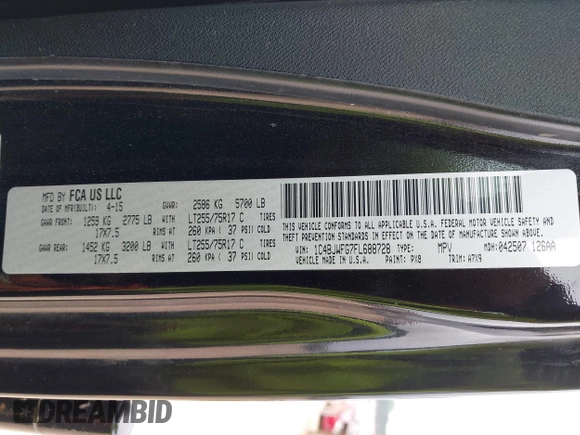 MFD BY FCA US LLC
DATE OF MFR(BUILT): 4-15 GVWR: 2586 KG 5700 LB
GAWR FRONT: 1259 KG 2775 LB WITH LT255/75R17 C TIRES
17X7.5 RIMS AT 260 KPA ( 37 PSI) COLD
GAWR REAR: 1452 KG 3200 LB WITH LT255/75R17 C TIRES
17X7.5 RIMS AT 260 KPA ( 37 PSI) COLD
THIS VEHICLE CONFORMS TO ALL APPLICABLE U.S.A. FEDERAL MOTOR VEHICLE SAFETY AND
THEFT PREVENTION STANDARDS IN EFFECT ON THE DATE OF MANUFACTURE SHOWN ABOVE.
VIN: 1C4BJWFG7FL688728 TYPE: MPV MDH: 042507 126AA
VEHICLE MADE IN U.S.A. PAINT: PX8 TRIM: A7X9
DREAMBID